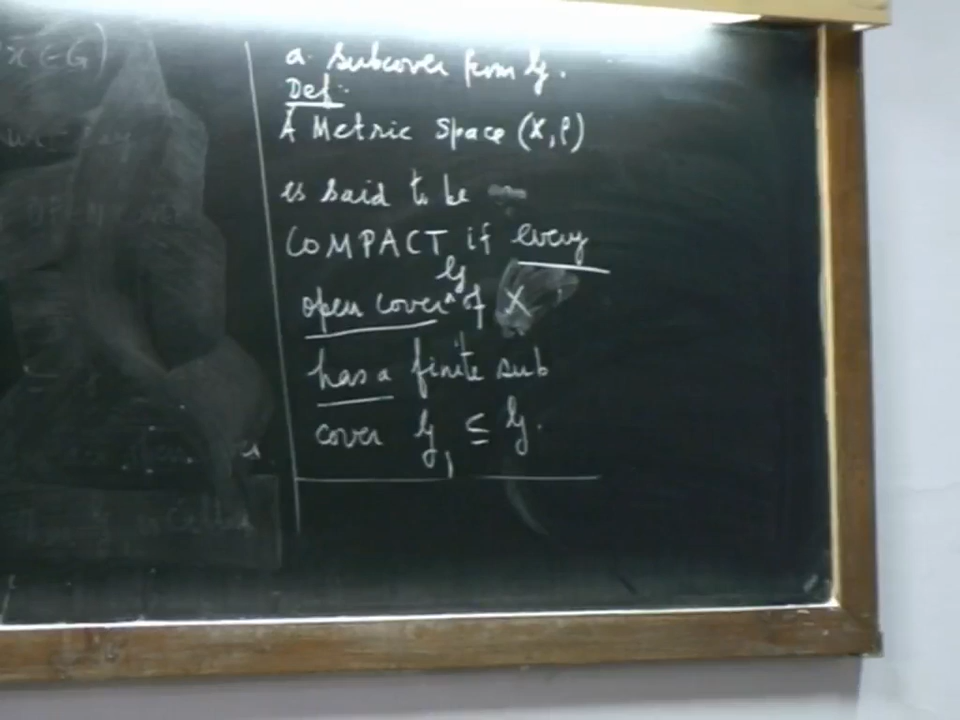 x ∈ G)
a subcover from 𝒢.
Def:
A Metric Space (X, ρ)
is said to be
COMPACT if every
open cover ^𝒢 of X
has a finite sub
cover 𝒢₁ ⊆ 𝒢.